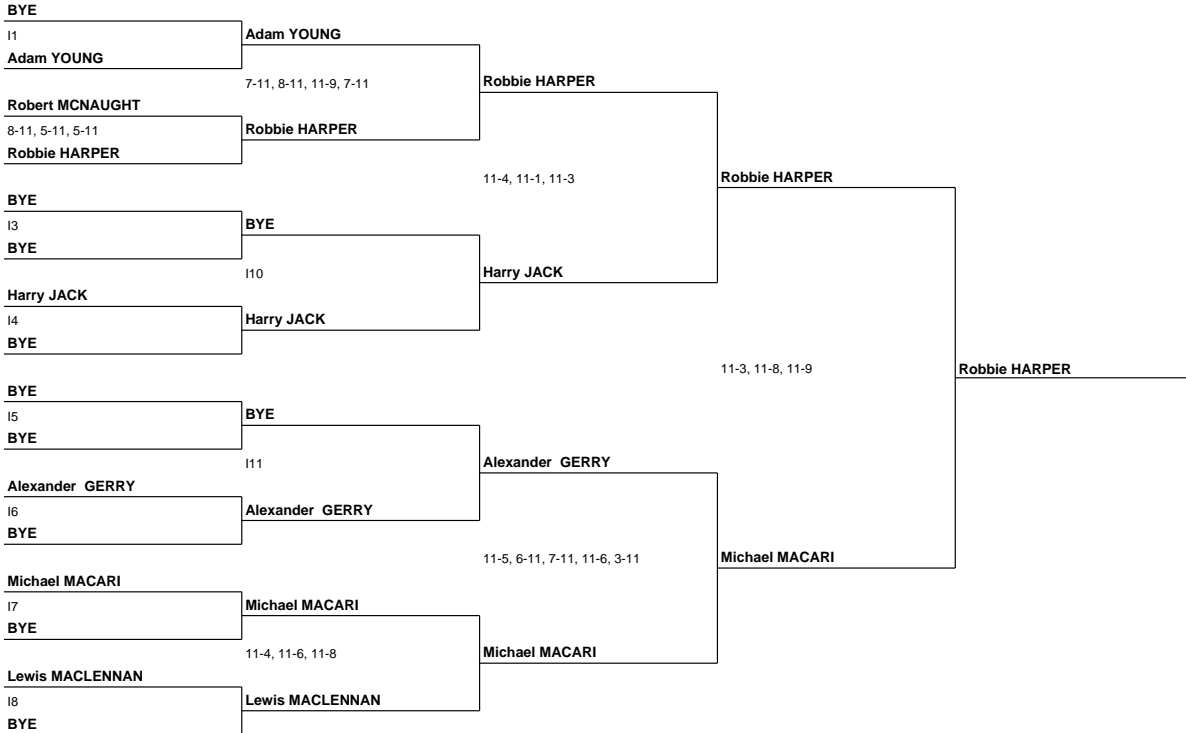 BYE
I1
Adam YOUNG
Adam YOUNG
7-11, 8-11, 11-9, 7-11
Robert MCNAUGHT
8-11, 5-11, 5-11
Robbie HARPER
Robbie HARPER
Robbie HARPER
11-4, 11-1, 11-3
BYE
I3
BYE
BYE
I10
Harry JACK
I4
BYE
Harry JACK
Harry JACK
Robbie HARPER
11-3, 11-8, 11-9
BYE
I5
BYE
BYE
I11
Alexander GERRY
I6
BYE
Alexander GERRY
Alexander GERRY
11-5, 6-11, 7-11, 11-6, 3-11
Michael MACARI
I7
BYE
Michael MACARI
11-4, 11-6, 11-8
Lewis MACLENNAN
I8
BYE
Lewis MACLENNAN
Michael MACARI
Michael MACARI
Robbie HARPER